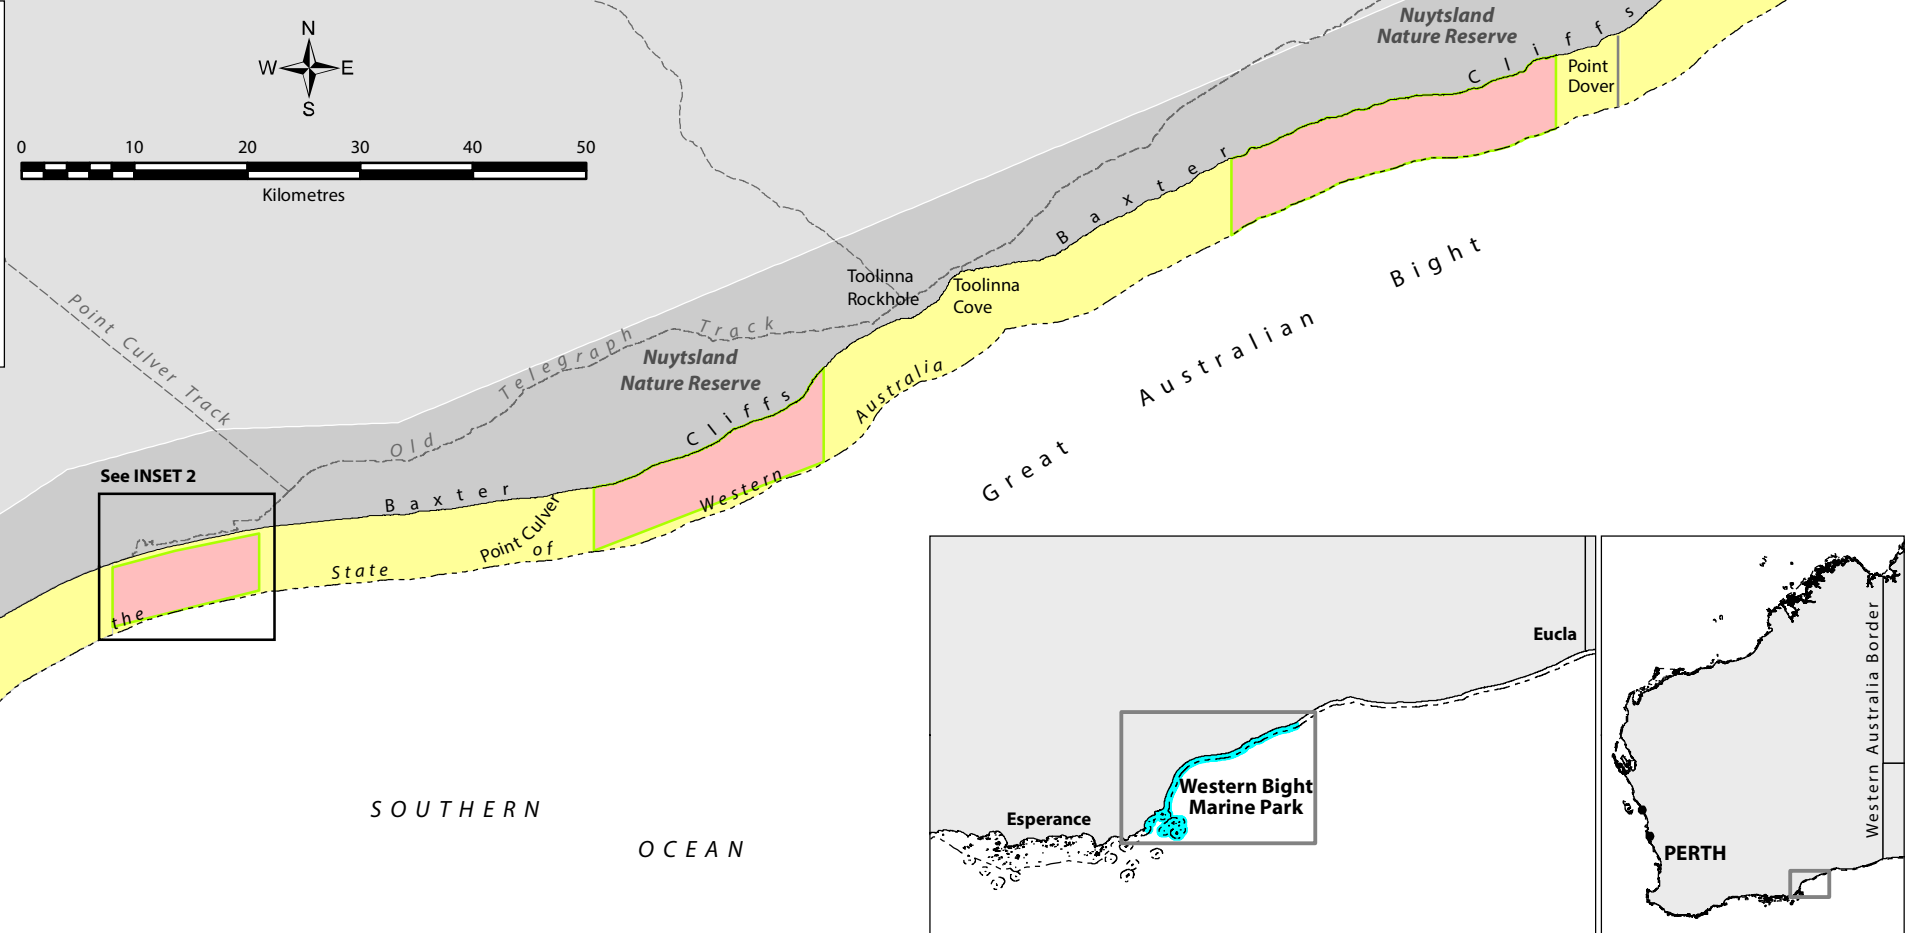 Nuytsland
Nature Reserve
Cliffs
Point
Dover
N
W
E
S
0 10 20 30 40 50
Kilometres
Baxter
Toolinna
Rockhole
Toolinna
Cove
Great Australian Bight
Point Culver Track
Old Telegraph Track
Nuytsland
Nature Reserve
Cliffs
Baxter
Point Culver
See INSET 2
the State of Western Australia
SOUTHERN
OCEAN
Eucla
Western Bight
Marine Park
Esperance
Western Australia Border
PERTH